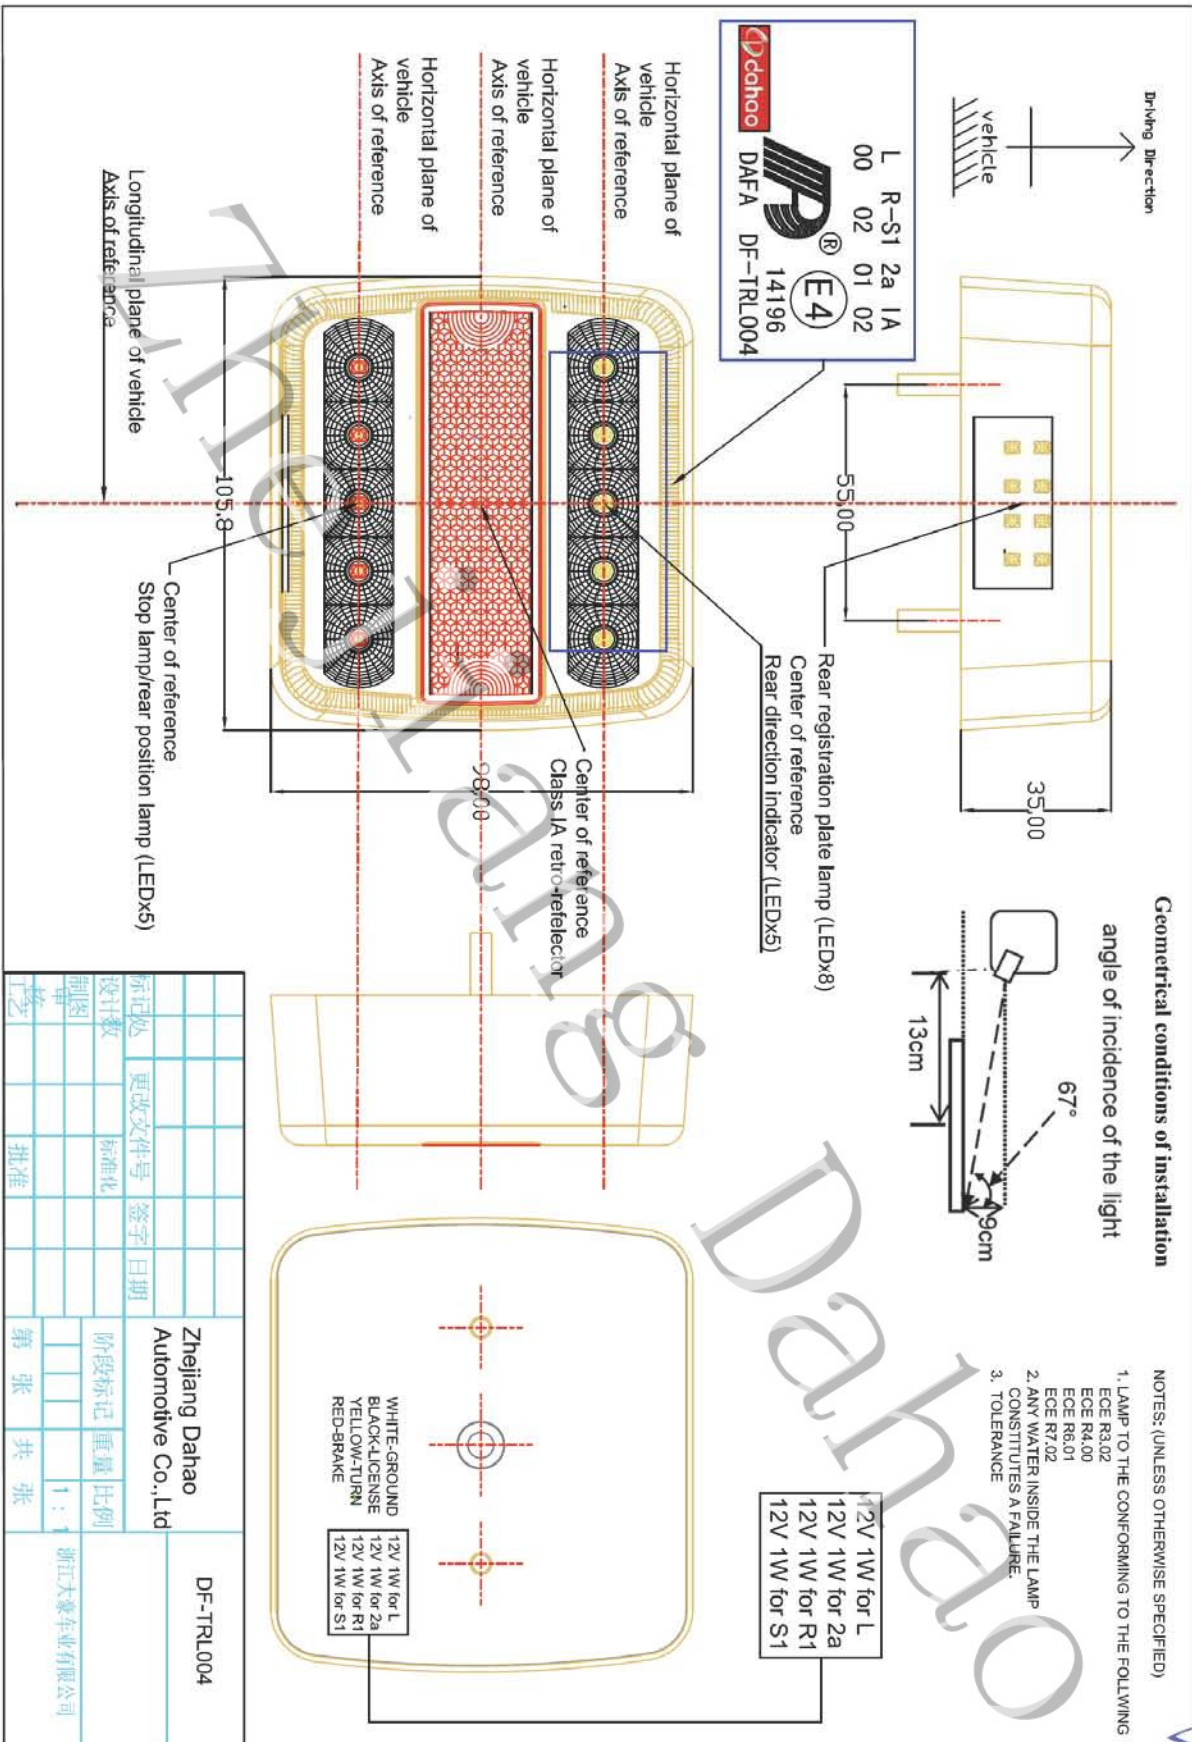 Driving Direction
vehicle
L R-S1 2a IA
00 02 01 02
dahao
R
E4
14196
DAFA DF-TRL004
55,00
35,00
Geometrical conditions of installation
angle of incidence of the light
67°
9cm
13cm
NOTES: (UNLESS OTHERWISE SPECIFIED)
1. LAMP TO THE CONFORMING TO THE FOLLWING
ECE R3.02
ECE R4.00
ECE R6.01
ECE R7.02
2. ANY WATER INSIDE THE LAMP
CONSTITUTES A FAILURE.
3. TOLERANCE
Horizontal plane of
vehicle
Axis of reference
Horizontal plane of
vehicle
Axis of reference
Horizontal plane of
vehicle
Axis of reference
Longitudinal plane of vehicle
Axis of reference
Rear registration plate lamp (LEDx8)
Center of reference
Rear direction indicator (LEDx5)
Center of reference
Class IA retro-refelector
98,00
105,8
Center of reference
Stop lamp/rear position lamp (LEDx5)
12V 1W for L
12V 1W for 2a
12V 1W for R1
12V 1W for S1
WHITE-GROUND
BLACK-LICENSE
YELLOW-TURN
RED-BRAKE
12V 1W for L
12V 1W for 2a
12V 1W for R1
12V 1W for S1
标记处 更改文件号 签字 日期
设计数 标准化
制图
审核
工艺 批准
Zhejiang Dahao
Automotive Co.,Ltd
阶段标记 重量 比例
1 : 1
第 张 共 张
DF-TRL004
浙江大豪车业有限公司
Zhejiang Dahao